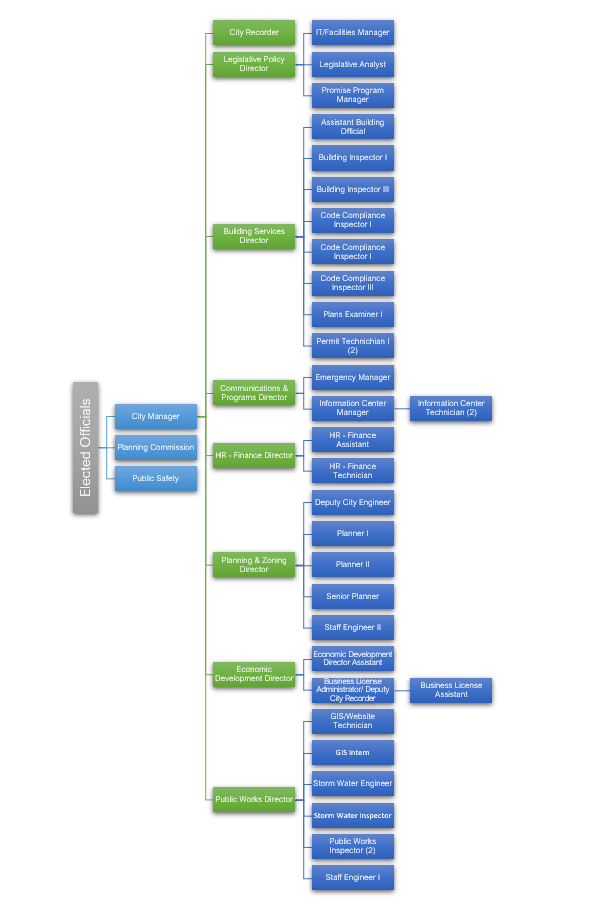 Elected Officials
City Manager
Planning Commission
Public Safety
City Recorder
Legislative Policy
Director
IT/Facilities Manager
Legislative Analyst
Promise Program
Manager
Building Services
Director
Assistant Building
Official
Building Inspector I
Building Inspector III
Code Compliance
Inspector I
Code Compliance
Inspector I
Code Compliance
Inspector III
Plans Examiner I
Permit Technichian I
(2)
Communications &
Programs Director
Emergency Manager
Information Center
Manager
Information Center
Technician (2)
HR - Finance Director
HR - Finance
Assistant
HR - Finance
Technician
Planning & Zoning
Director
Deputy City Engineer
Planner I
Planner II
Senior Planner
Staff Engineer II
Economic
Development Director
Economic Development
Director Assistant
Business License
Administrator/ Deputy
City Recorder
Business License
Assistant
Public Works Director
GIS/Website
Technician
GIS Intern
Storm Water Engineer
Storm Water Inspector
Public Works
Inspector (2)
Staff Engineer I